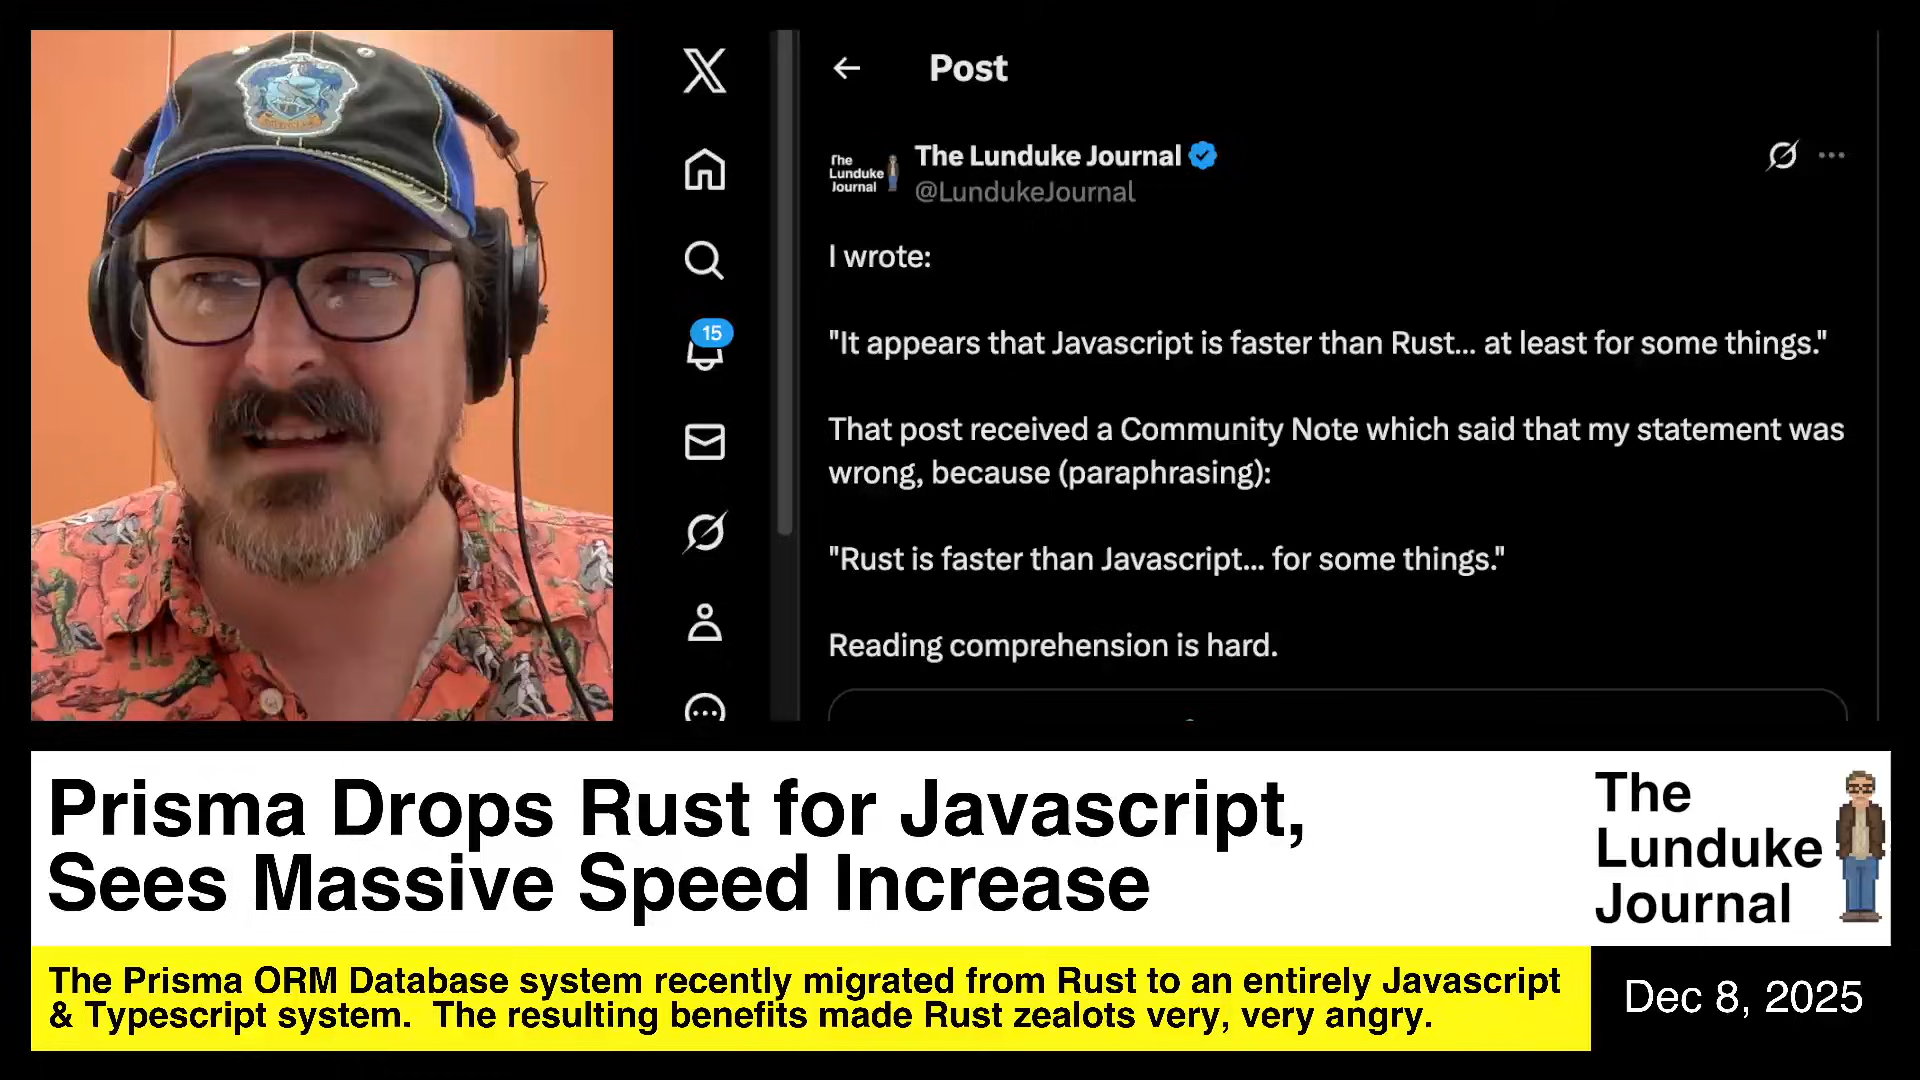 Post
The
Lunduke
Journal
The Lunduke Journal
@LundukeJournal
I wrote:
"It appears that Javascript is faster than Rust... at least for some things."
That post received a Community Note which said that my statement was
wrong, because (paraphrasing):
"Rust is faster than Javascript... for some things."
Reading comprehension is hard.
15
Prisma Drops Rust for Javascript,
Sees Massive Speed Increase
The
Lunduke
Journal
The Prisma ORM Database system recently migrated from Rust to an entirely Javascript
& Typescript system. The resulting benefits made Rust zealots very, very angry.
Dec 8, 2025